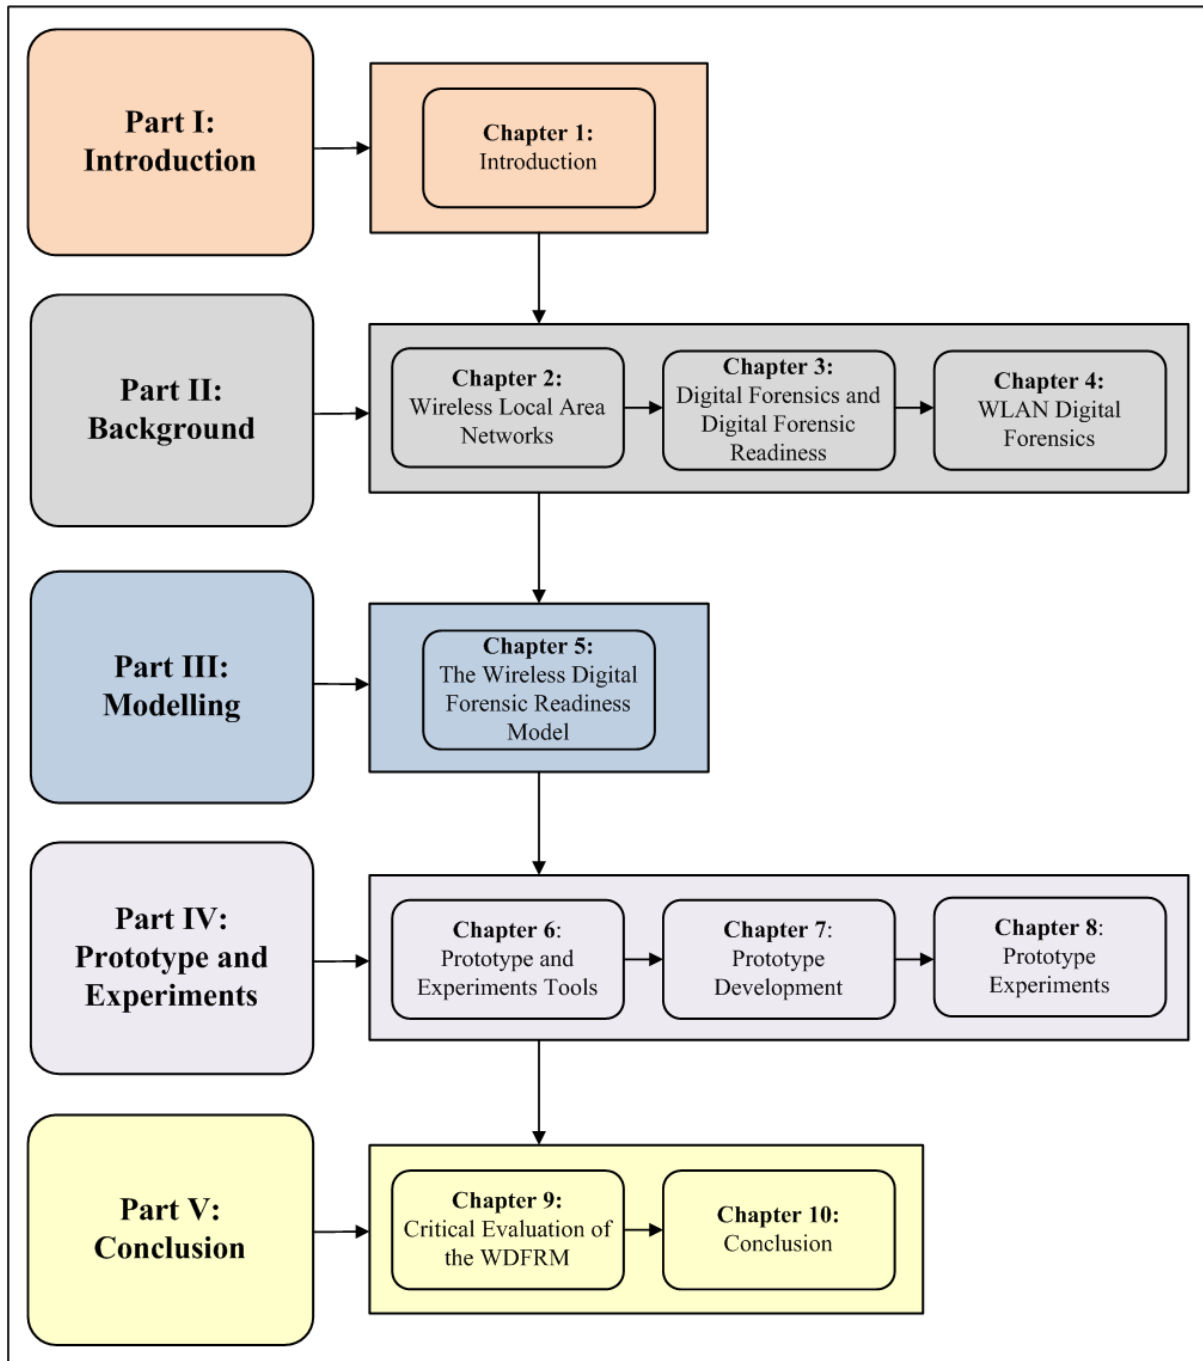 Part I:
Introduction
Chapter 1:
Introduction
Part II:
Background
Chapter 2:
Wireless Local Area
Networks
Chapter 3:
Digital Forensics and
Digital Forensic
Readiness
Chapter 4:
WLAN Digital
Forensics
Part III:
Modelling
Chapter 5:
The Wireless Digital
Forensic Readiness
Model
Part IV:
Prototype and
Experiments
Chapter 6:
Prototype and
Experiments Tools
Chapter 7:
Prototype
Development
Chapter 8:
Prototype
Experiments
Part V:
Conclusion
Chapter 9:
Critical Evaluation of
the WDFRM
Chapter 10:
Conclusion